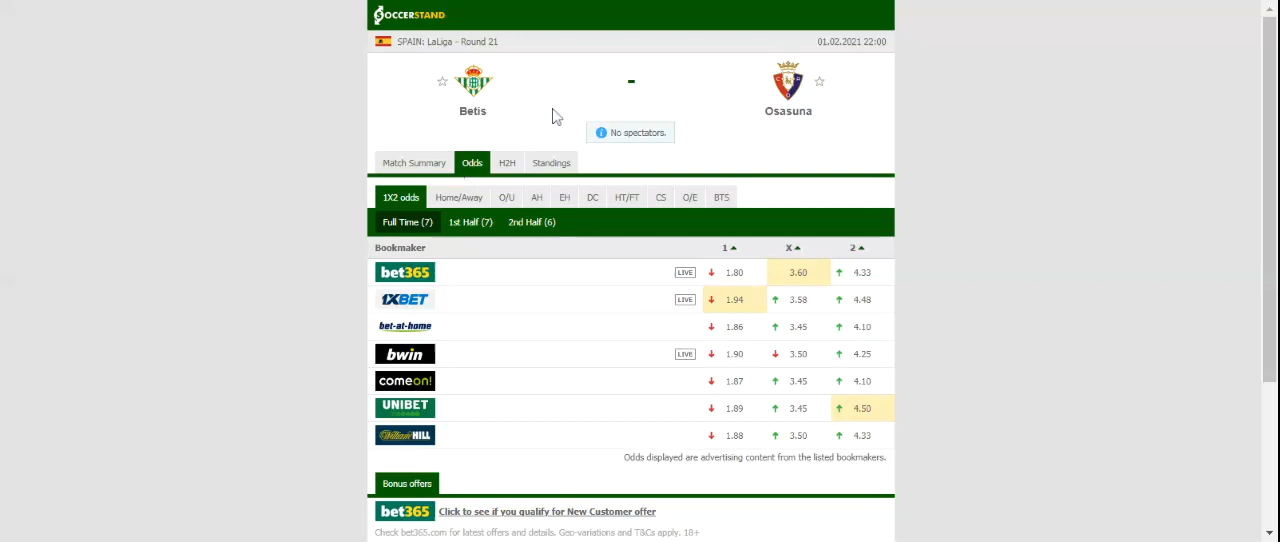 SOCCERSTAND
SPAIN: LaLiga - Round 21 01.02.2021 22:00
-
Betis Osasuna
No spectators.
Match Summary Odds H2H Standings
1X2 odds Home/Away O/U AH EH DC HT/FT CS O/E BTS
Full Time (7) 1st Half (7) 2nd Half (6)
Bookmaker 1 X 2
bet365 LIVE 1.80 3.60 4.33
1XBET LIVE 1.94 3.58 4.48
bet-at-home 1.86 3.45 4.10
bwin LIVE 1.90 3.50 4.25
comeon! 1.87 3.45 4.10
UNIBET 1.89 3.45 4.50
William HILL 1.88 3.50 4.33
Odds displayed are advertising content from the listed bookmakers.
Bonus offers
bet365 Click to see if you qualify for New Customer offer
Check bet365.com for latest offers and details. Geo-variations and T&Cs apply. 18+